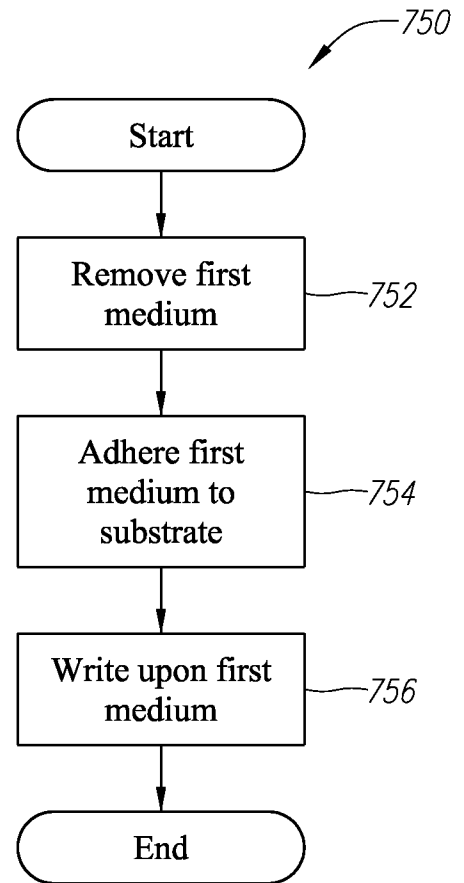 750
Start
Remove first
medium
752
Adhere first
medium to
substrate
754
Write upon first
medium
756
End